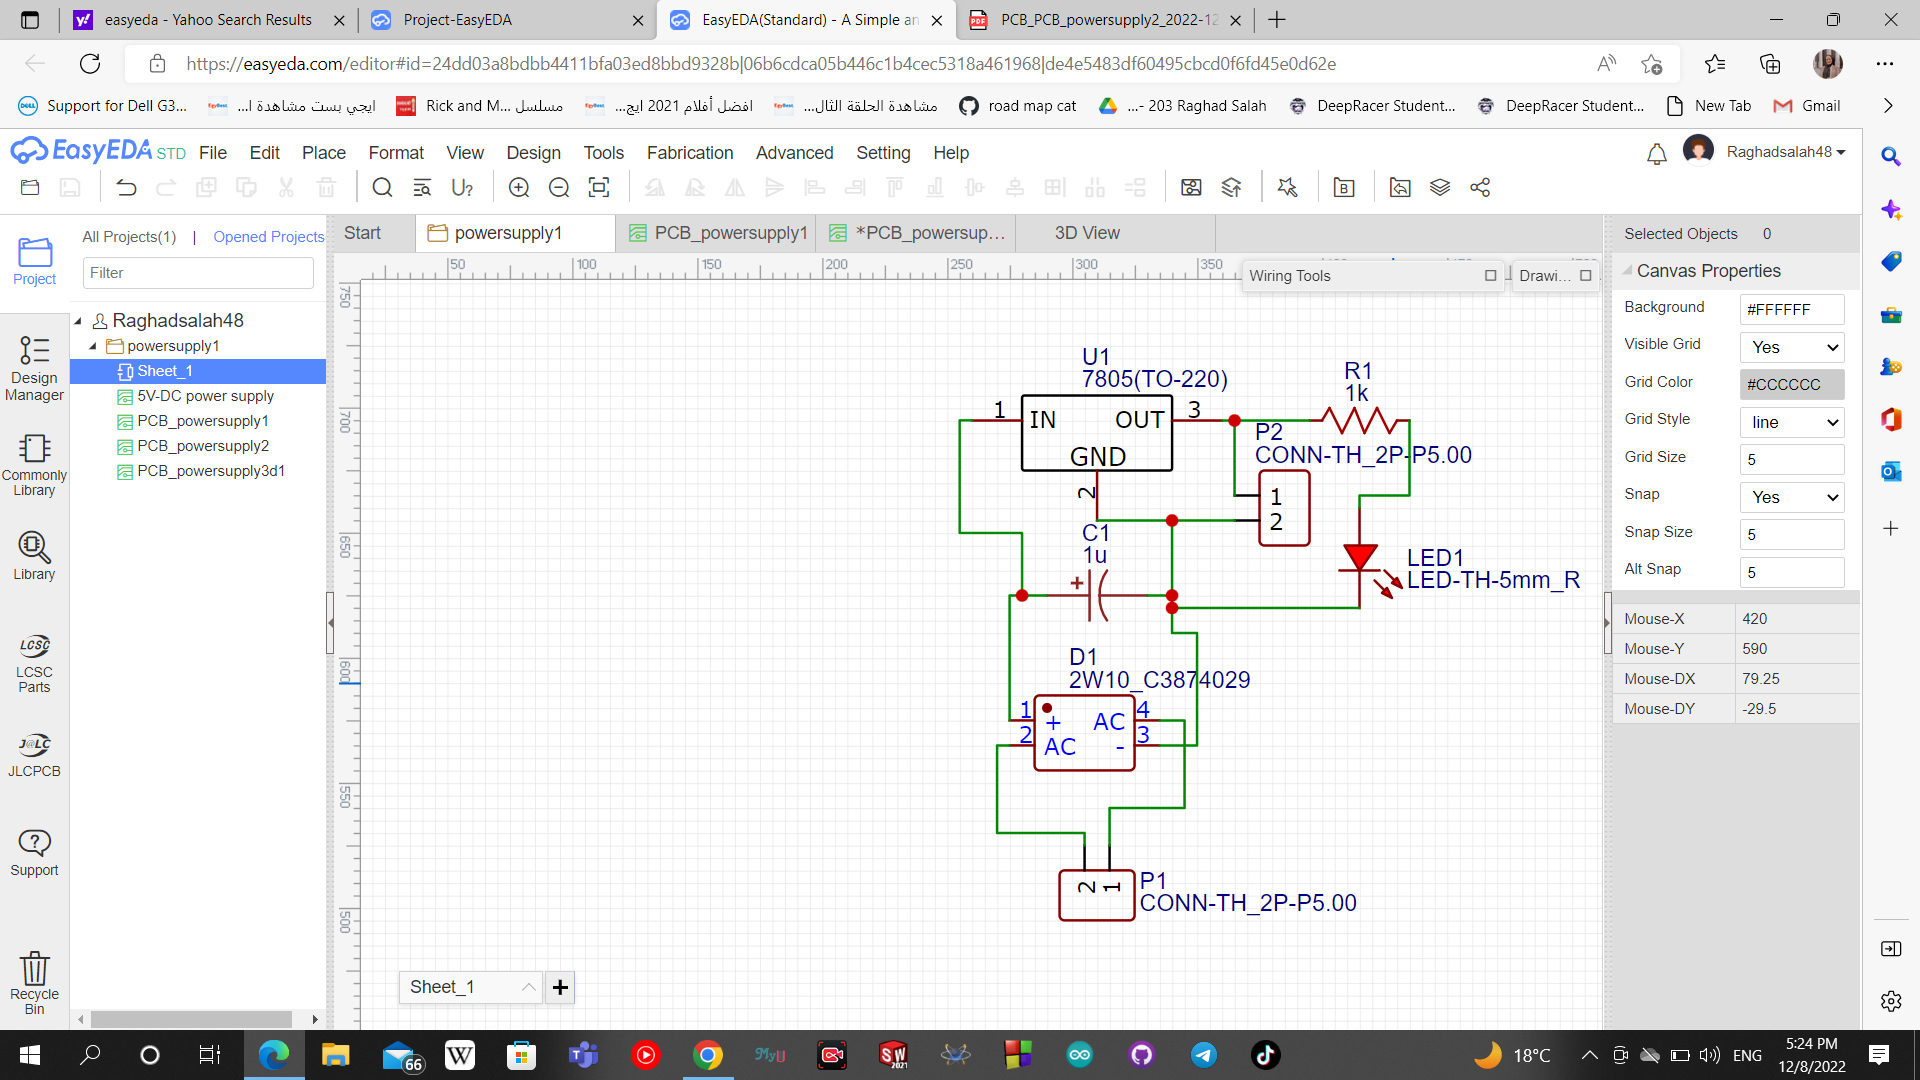 easyeda - Yahoo Search Results
Project-EasyEDA
EasyEDA(Standard) - A Simple an
PCB_PCB_powersupply2_2022-12
https://easyeda.com/editor#id=24dd03a8bdbb4411bfa03ed8bbd9328b|06b6cdca05b446c1b4cec5318a461968|de4e5483df60495cbcd0f6fd45e0d62e
Support for Dell G3...
ايجي بست مشاهدة ا...
مسلسل ...Rick and M
افضل أفلام 2021 ايج...
مشاهدة الحلقة الثال...
road map cat
...- 203 Raghad Salah
DeepRacer Student...
DeepRacer Student...
New Tab
Gmail
EasyEDA STD
File Edit Place Format View Design Tools Fabrication Advanced Setting Help
Raghadsalah48
All Projects(1) | Opened Projects
Filter
Start
powersupply1
PCB_powersupply1
*PCB_powersup...
3D View
Selected Objects 0
Canvas Properties
Background #FFFFFF
Visible Grid Yes
Grid Color #CCCCCC
Grid Style line
Grid Size 5
Snap Yes
Snap Size 5
Alt Snap 5
Mouse-X 420
Mouse-Y 590
Mouse-DX 79.25
Mouse-DY -29.5
Project
Design Manager
Commonly Library
Library
LCSC
LCSC Parts
J@LC
JLCPCB
Support
Recycle Bin
Raghadsalah48
powersupply1
Sheet_1
5V-DC power supply
PCB_powersupply1
PCB_powersupply2
PCB_powersupply3d1
50 100 150 200 250 300 350
750
700
650
600
550
500
Wiring Tools
Drawi...
U1
7805(TO-220)
1 IN OUT 3
GND
2
R1
1k
P2
CONN-TH_2P-P5.00
1
2
C1
1u
LED1
LED-TH-5mm_R
D1
2W10_C3874029
1 + AC 4
2 AC - 3
2 1
P1
CONN-TH_2P-P5.00
Sheet_1
66
SW
2021
MyU
18°C
ENG
5:24 PM
12/8/2022